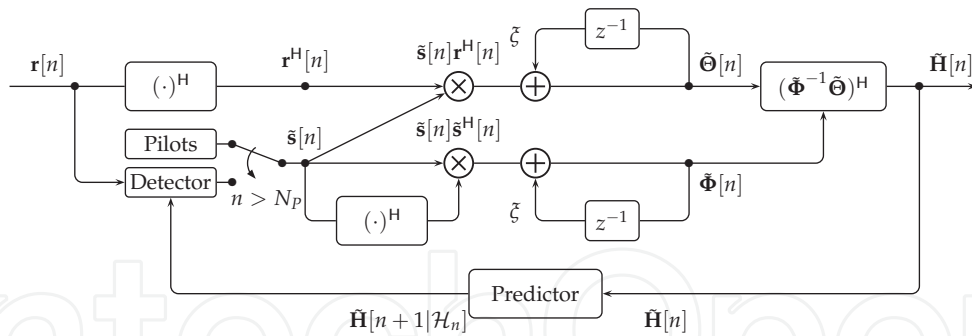 r[n]
(·)ᴴ
rᴴ[n]
s̃[n]rᴴ[n]
ξ
z⁻¹
Θ̃[n]
(Φ̃⁻¹Θ̃)ᴴ
H̃[n]
Pilots
Detector
n > N_P
s̃[n]
(·)ᴴ
s̃[n]s̃ᴴ[n]
ξ
z⁻¹
Φ̃[n]
Predictor
H̃[n + 1|ℋₙ]
H̃[n]